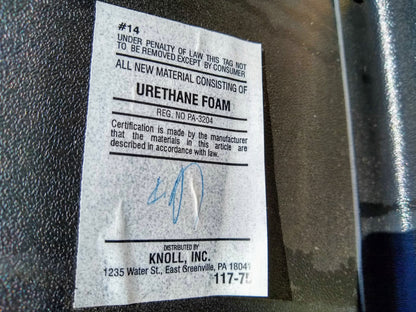 #14
UNDER PENALTY OF LAW THIS TAG NOT
TO BE REMOVED EXCEPT BY CONSUMER
ALL NEW MATERIAL CONSISTING OF
URETHANE FOAM
REG. NO PA-3204
Certification is made by the manufacturer
that the materials in this article are
described in accordance with law.
DISTRIBUTED BY
KNOLL, INC.
1235 Water St., East Greenville, PA 18041